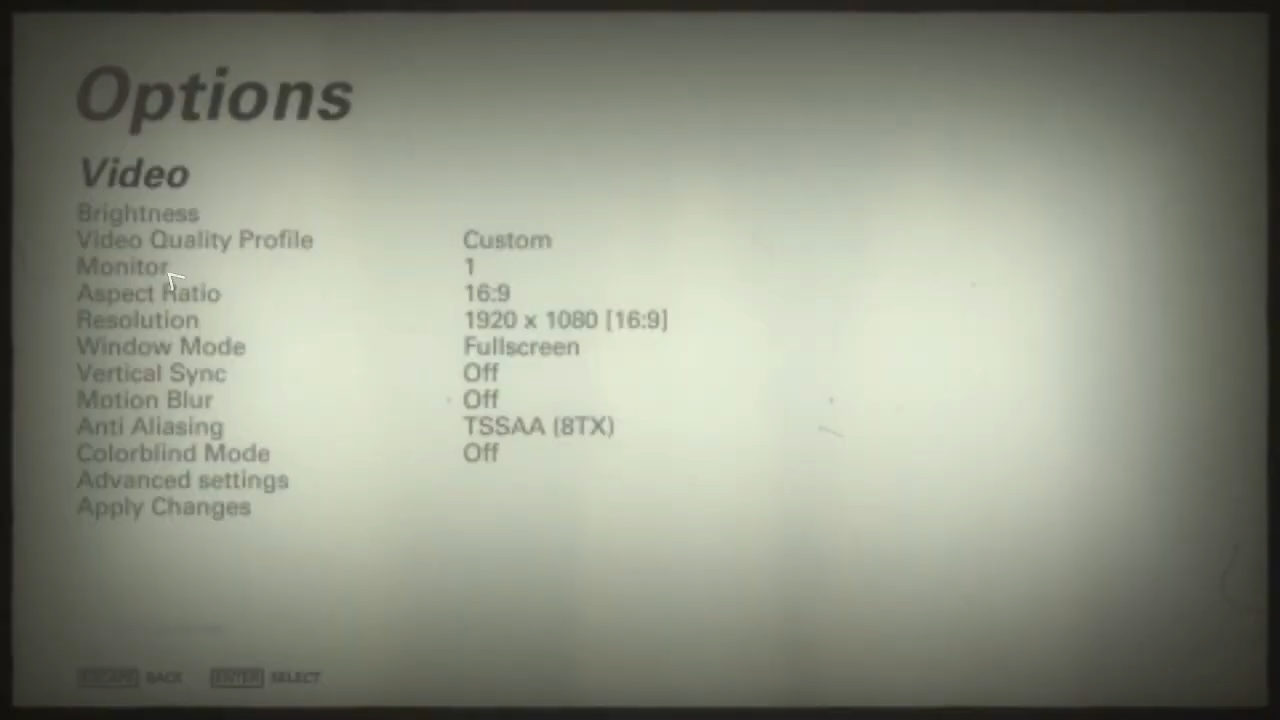 Options
Video
Brightness
Video Quality Profile Custom
Monitor 1
Aspect Ratio 16:9
Resolution 1920 x 1080 [16:9]
Window Mode Fullscreen
Vertical Sync Off
Motion Blur Off
Anti Aliasing TSSAA (8TX)
Colorblind Mode Off
Advanced settings
Apply Changes
BACK ENTER SELECT